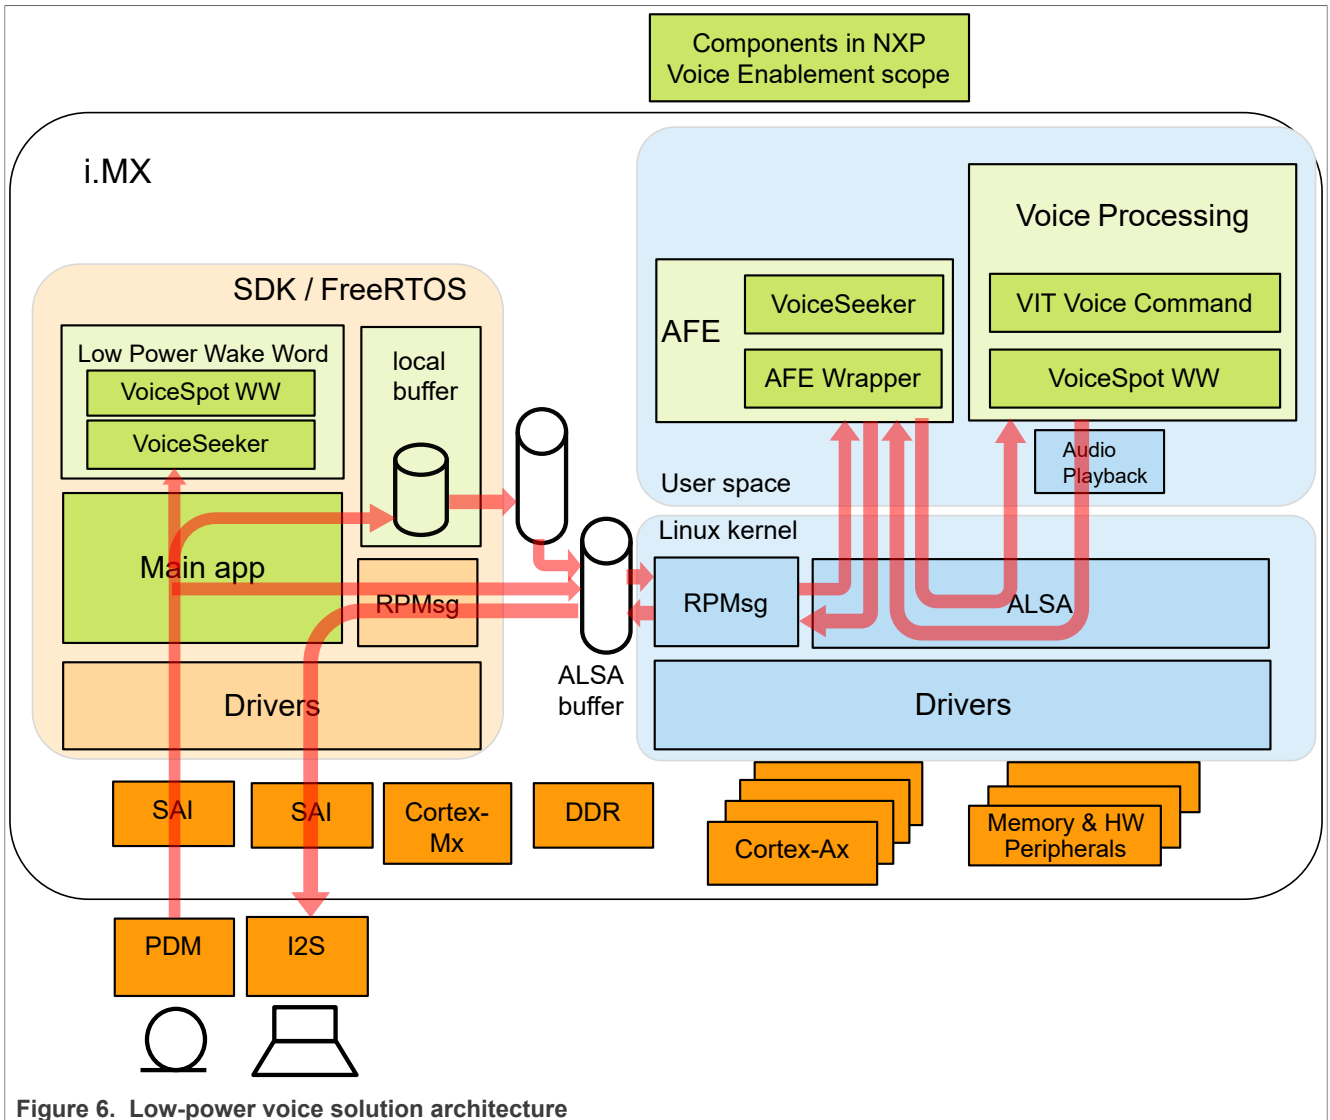 Components in NXP
Voice Enablement scope
i.MX
SDK / FreeRTOS
Low Power Wake Word
VoiceSpot WW
VoiceSeeker
local
buffer
Main app
RPMsg
Drivers
ALSA
buffer
Voice Processing
VIT Voice Command
VoiceSpot WW
AFE
VoiceSeeker
AFE Wrapper
Audio
Playback
User space
Linux kernel
RPMsg
ALSA
Drivers
SAI
SAI
Cortex-
Mx
DDR
Cortex-Ax
Memory & HW
Peripherals
PDM
I2S
Figure 6. Low-power voice solution architecture